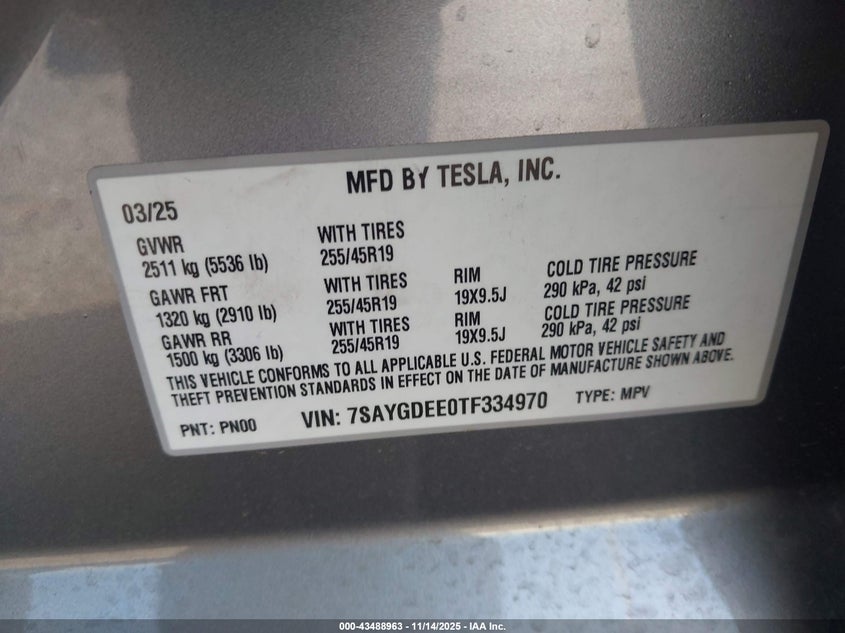 MFD BY TESLA, INC.
03/25
GVWR WITH TIRES
2511 kg (5536 lb) 255/45R19
GAWR FRT WITH TIRES RIM COLD TIRE PRESSURE
1320 kg (2910 lb) 255/45R19 19X9.5J 290 kPa, 42 psi
GAWR RR WITH TIRES RIM COLD TIRE PRESSURE
1500 kg (3306 lb) 255/45R19 19X9.5J 290 kPa, 42 psi
THIS VEHICLE CONFORMS TO ALL APPLICABLE U.S. FEDERAL MOTOR VEHICLE SAFETY AND
THEFT PREVENTION STANDARDS IN EFFECT ON THE DATE OF MANUFACTURE SHOWN ABOVE.
PNT: PN00 VIN: 7SAYGDEE0TF334970 TYPE: MPV
000-43488963 - 11/14/2025 - IAA Inc.